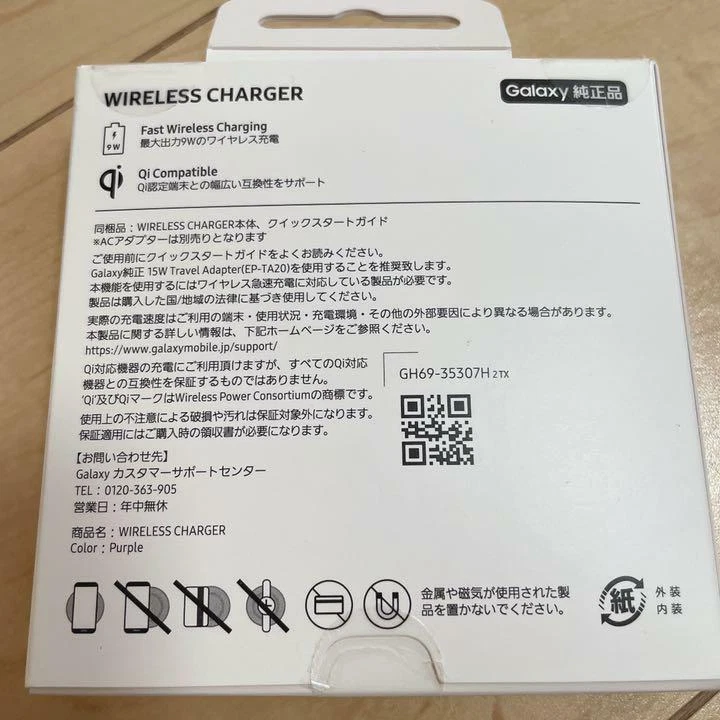 WIRELESS CHARGER
Galaxy 純正品
9W
Fast Wireless Charging
最大出力9Wのワイヤレス充電
qi
Qi Compatible
Qi認定端末との幅広い互換性をサポート
同梱品：WIRELESS CHARGER本体、クイックスタートガイド
※ACアダプターは別売りとなります
ご使用前にクイックスタートガイドをよくお読みください。
Galaxy純正 15W Travel Adapter(EP-TA20)を使用することを推奨致します。
本機能を使用するにはワイヤレス急速充電に対応している製品が必要です。
製品は購入した国/地域の法律に基づき使用してください。
実際の充電速度はご利用の端末・使用状況・充電環境・その他の外部要因により異なる場合があります。
本製品に関する詳しい情報は、下記ホームページをご参照ください。
https://www.galaxymobile.jp/support/
Qi対応機器の充電にご利用頂けますが、すべてのQi対応
機器との互換性を保証するものではありません。
'Qi'及びQiマークはWireless Power Consortiumの商標です。
使用上の不注意による破損や汚れは保証対象外になります。
保証適用にはご購入時の領収書が必要になります。
GH69-35307H 2TX
【お問い合わせ先】
Galaxy カスタマーサポートセンター
TEL：0120-363-905
営業日：年中無休
商品名：WIRELESS CHARGER
Color：Purple
金属や磁気が使用された製
品を置かないでください。
紙
外装
内装